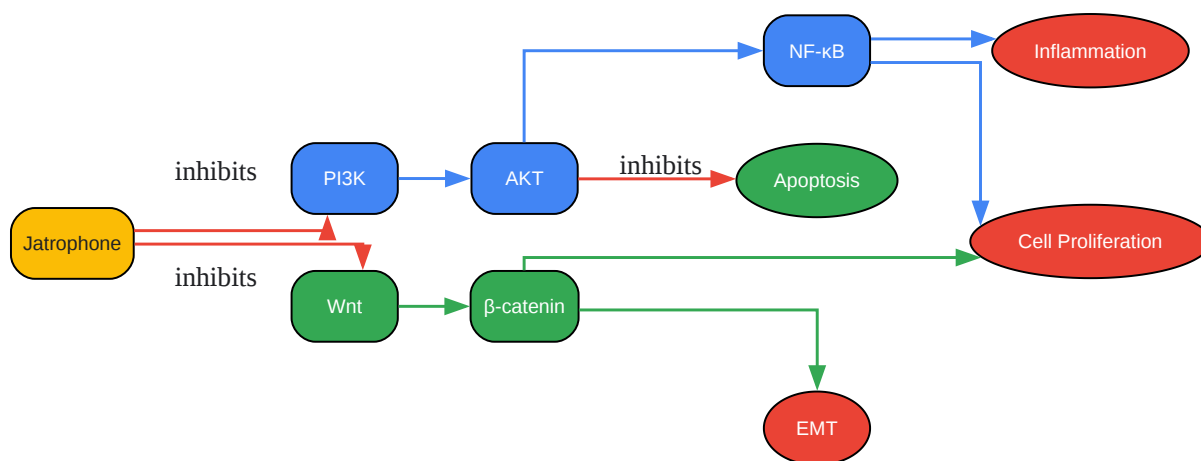 NF-κB
Inflammation
inhibits
PI3K
AKT
inhibits
Apoptosis
Jatrophone
Cell Proliferation
inhibits
Wnt
β-catenin
EMT